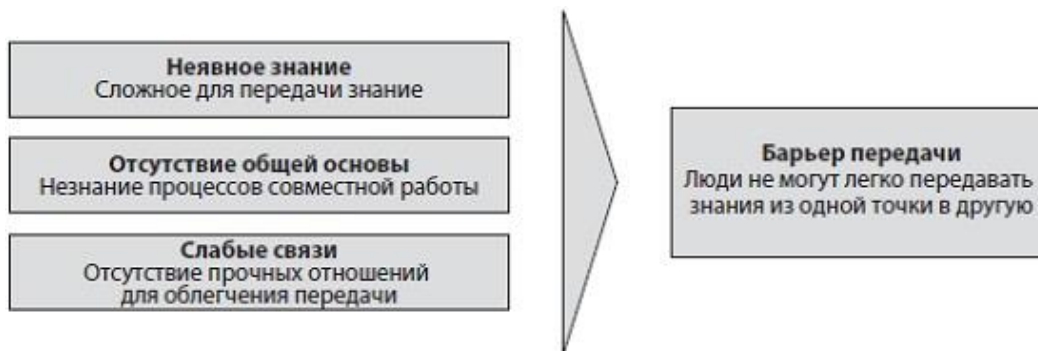 Неявное знание
Сложное для передачи знание
Отсутствие общей основы
Незнание процессов совместной работы
Слабые связи
Отсутствие прочных отношений
для облегчения передачи
Барьер передачи
Люди не могут легко передавать
знания из одной точки в другую